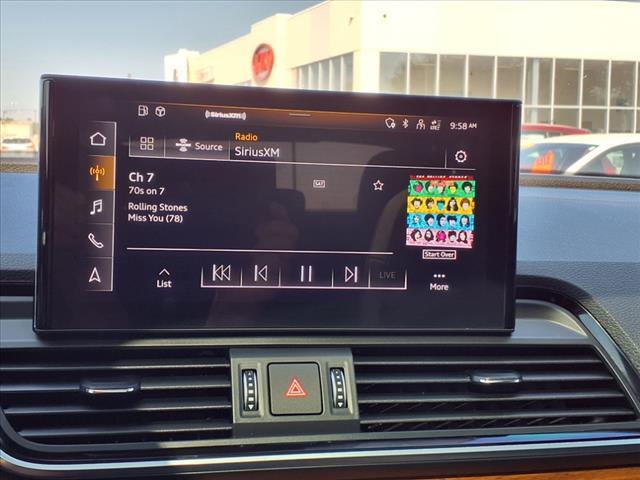 SiriusXM
9:58 AM
Source
Radio
SiriusXM
Ch 7
SAT
70s on 7
Rolling Stones
Miss You (78)
Start Over
List
LIVE
More